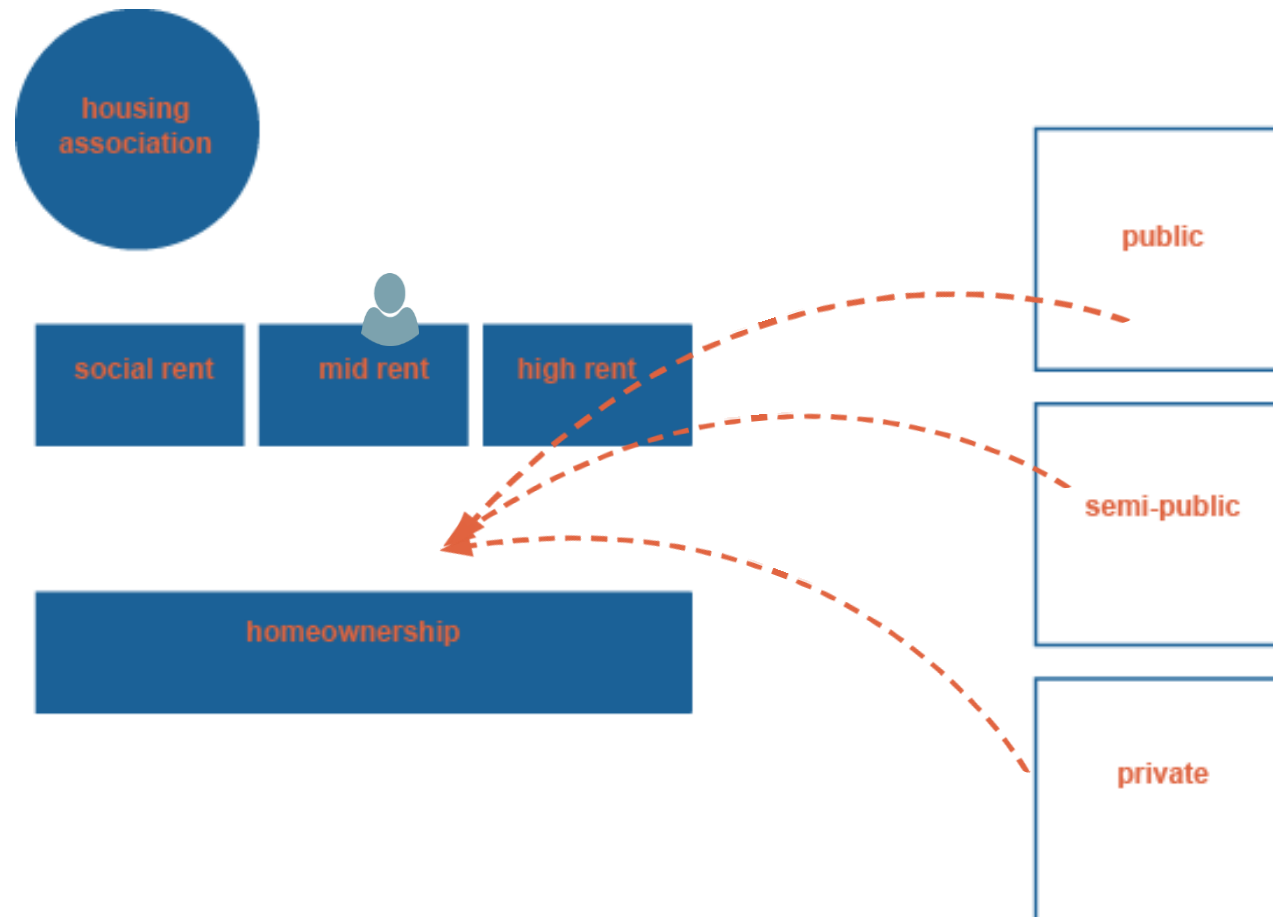 housing
association
public
social rent
mid rent
high rent
semi-public
homeownership
private